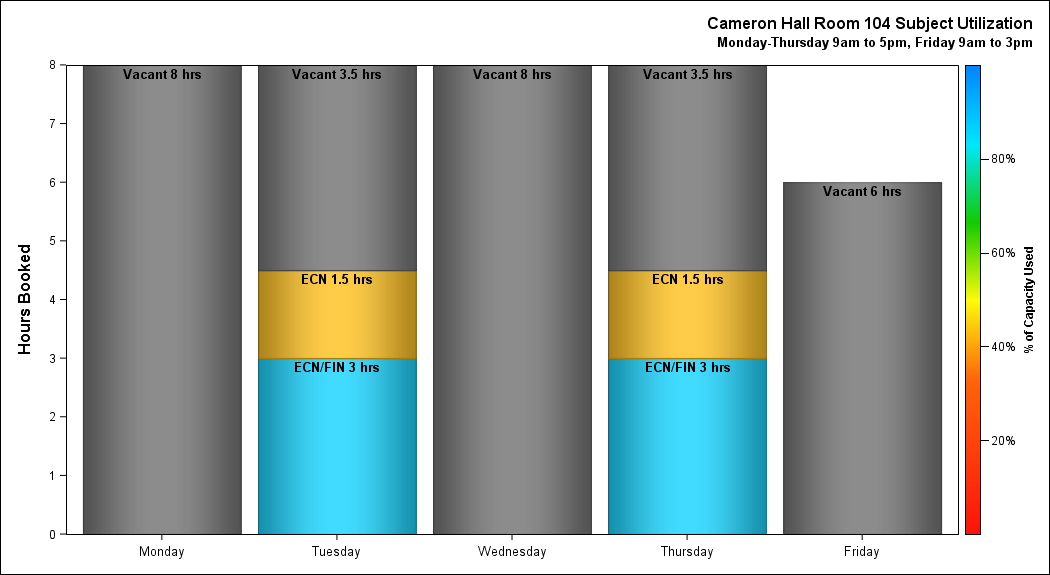 Cameron Hall Room 104 Subject Utilization
Monday-Thursday 9am to 5pm, Friday 9am to 3pm
Hours Booked
8
7
6
5
4
3
2
1
0
Vacant 8 hrs
Vacant 3.5 hrs
Vacant 8 hrs
Vacant 3.5 hrs
Vacant 6 hrs
ECN 1.5 hrs
ECN 1.5 hrs
ECN/FIN 3 hrs
ECN/FIN 3 hrs
Monday
Tuesday
Wednesday
Thursday
Friday
80%
60%
40%
20%
% of Capacity Used